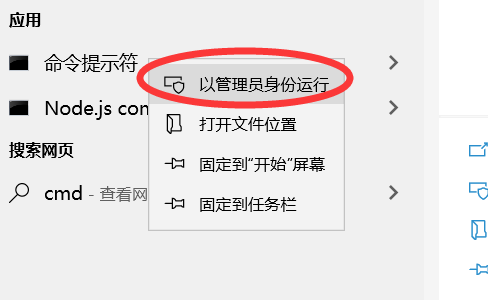 应用
命令提示符
以管理员身份运行
Node.js com
打开文件位置
搜索网页
固定到"开始"屏幕
cmd - 查看网
固定到任务栏